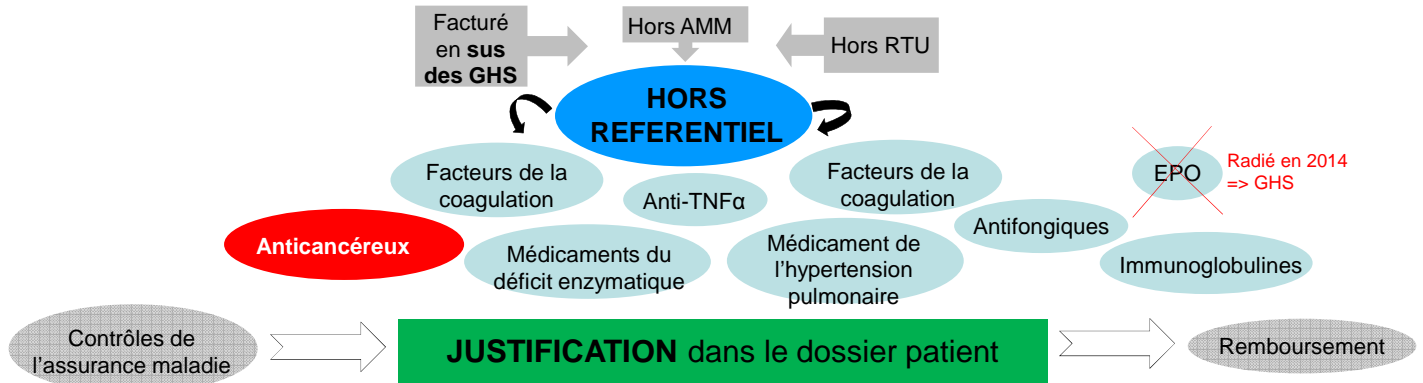 Facturé
en sus
des GHS
Hors AMM
Hors RTU
HORS
REFERENTIEL
Facteurs de la
coagulation
Anti-TNFα
Facteurs de la
coagulation
EPO
Radié en 2014
=> GHS
Anticancéreux
Médicaments du
déficit enzymatique
Médicament de
l’hypertension
pulmonaire
Antifongiques
Immunoglobulines
Contrôles de
l’assurance maladie
JUSTIFICATION dans le dossier patient
Remboursement